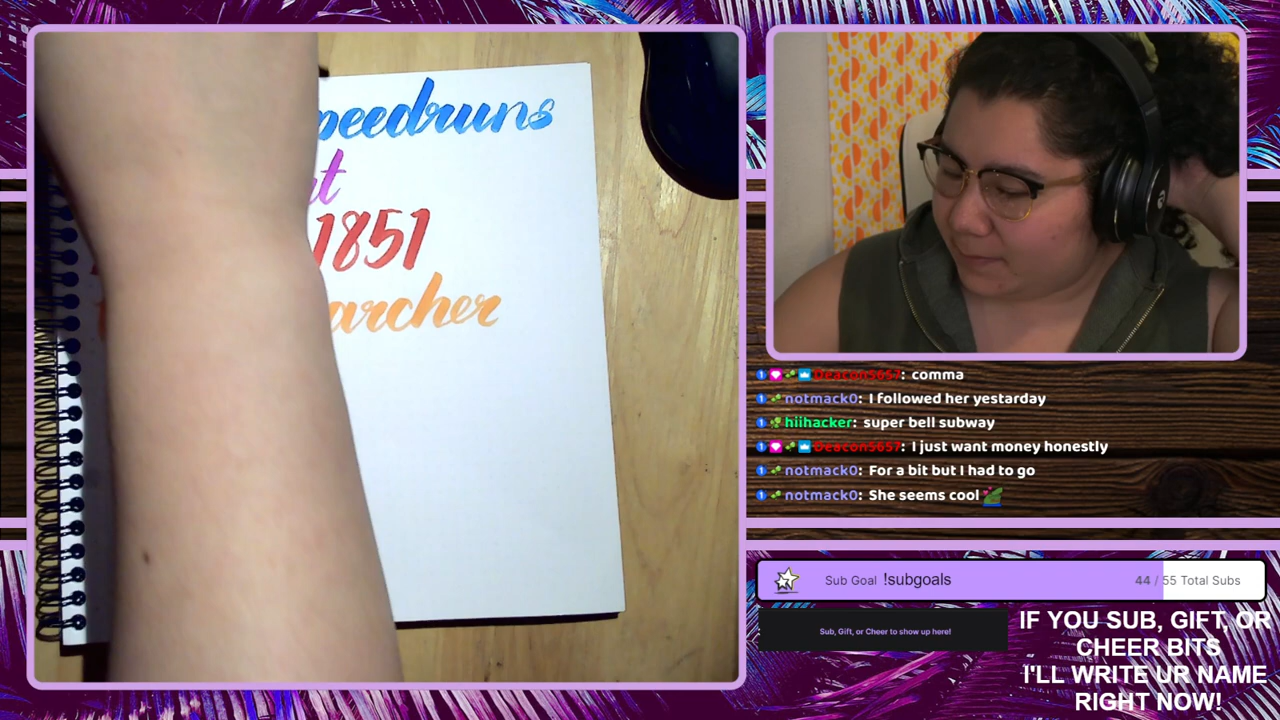 peedruns
t
1851
archer
Deacon5657: comma
notmack0: I followed her yestarday
hiihacker: super bell subway
Deacon5657: I just want money honestly
notmack0: For a bit but I had to go
notmack0: She seems cool
Sub Goal !subgoals 44 / 55 Total Subs
Sub, Gift, or Cheer to show up here!
IF YOU SUB, GIFT, OR
CHEER BITS
I'LL WRITE UR NAME
RIGHT NOW!